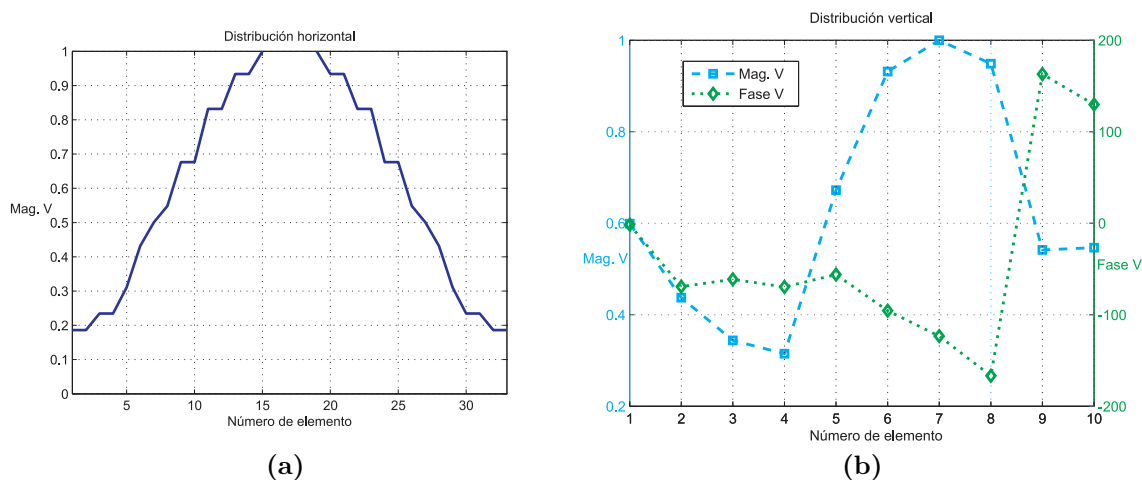 Distribución horizontal
1
0.9
0.8
0.7
0.6
Mag. V
0.5
0.4
0.3
0.2
0.1
0
5 10 15 20 25 30
Número de elemento
(a)
Distribución vertical
Mag. V
Fase V
1
0.8
0.6
Mag. V
0.4
0.2
200
100
0
Fase V
-100
-200
1 2 3 4 5 6 7 8 9 10
Número de elemento
(b)